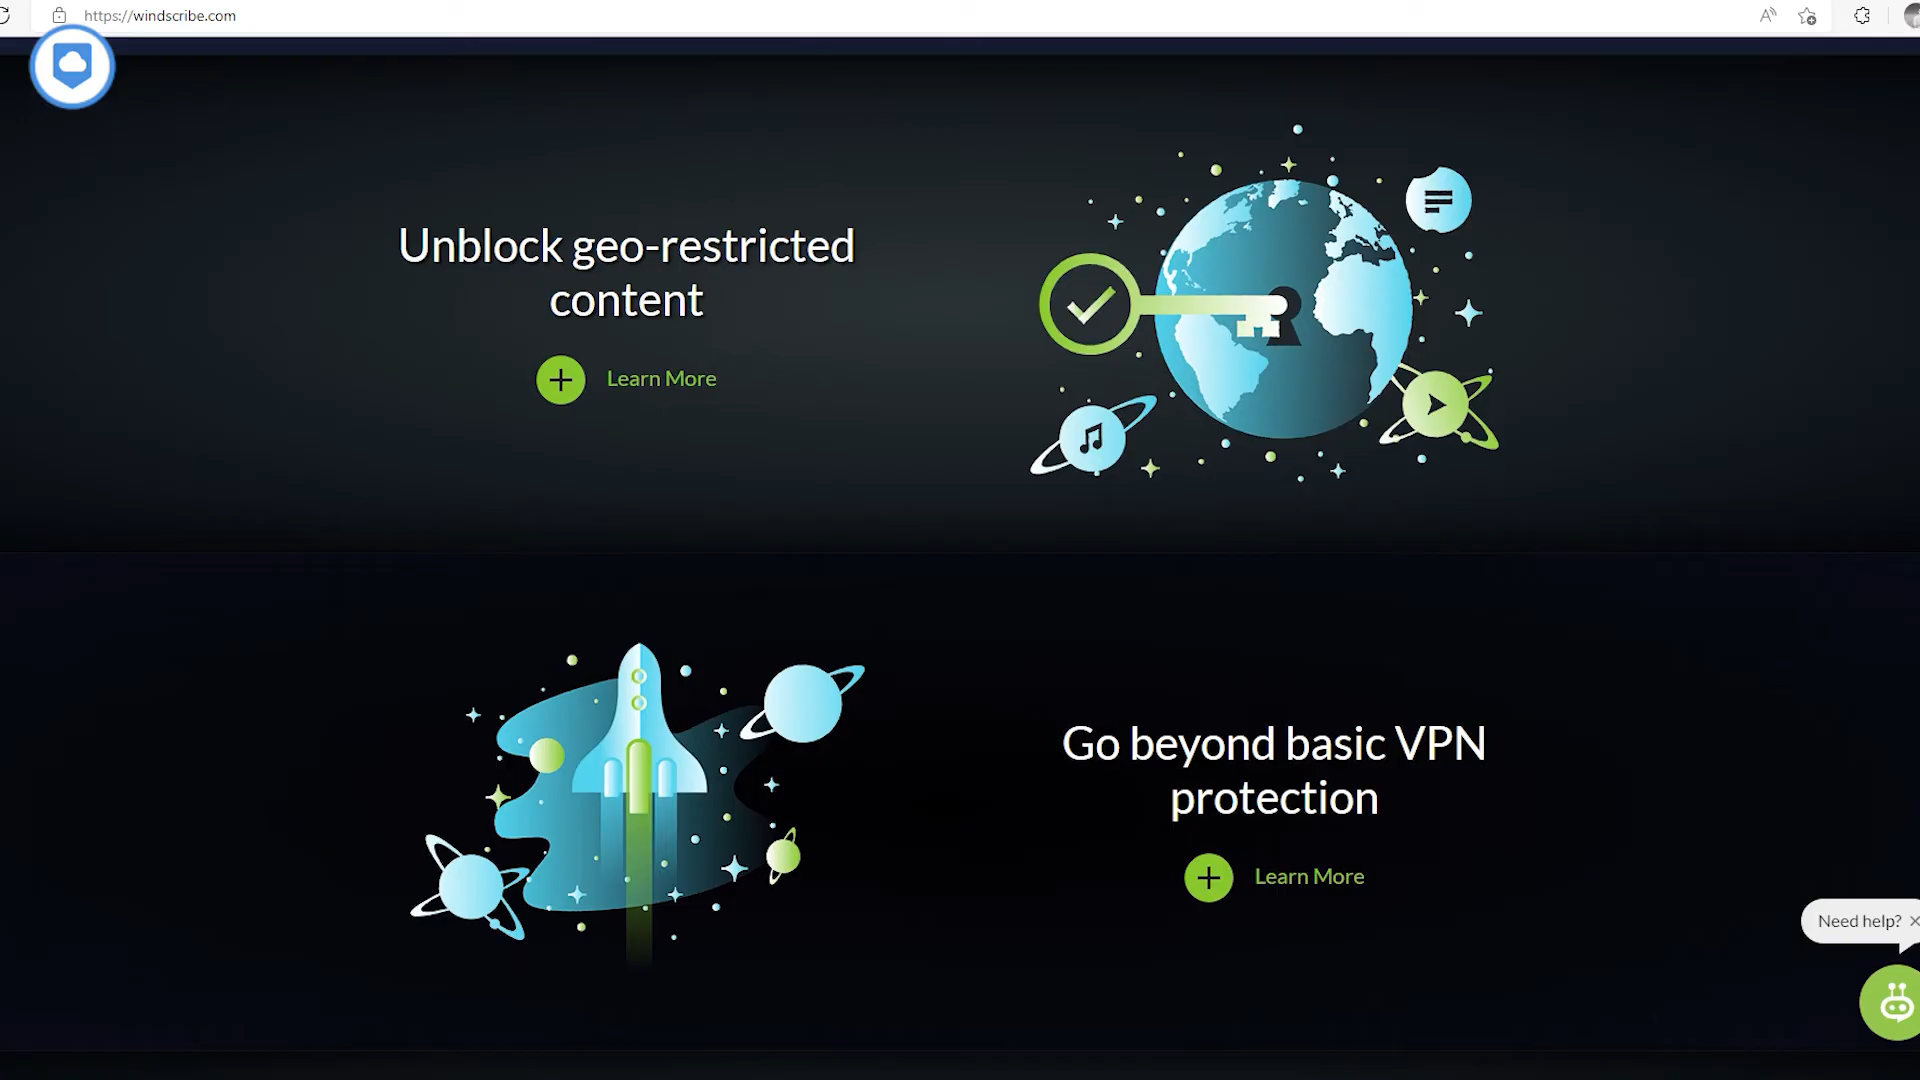 https://windscribe.com
Unblock geo-restricted
content
Learn More
Go beyond basic VPN
protection
Learn More
Need help?